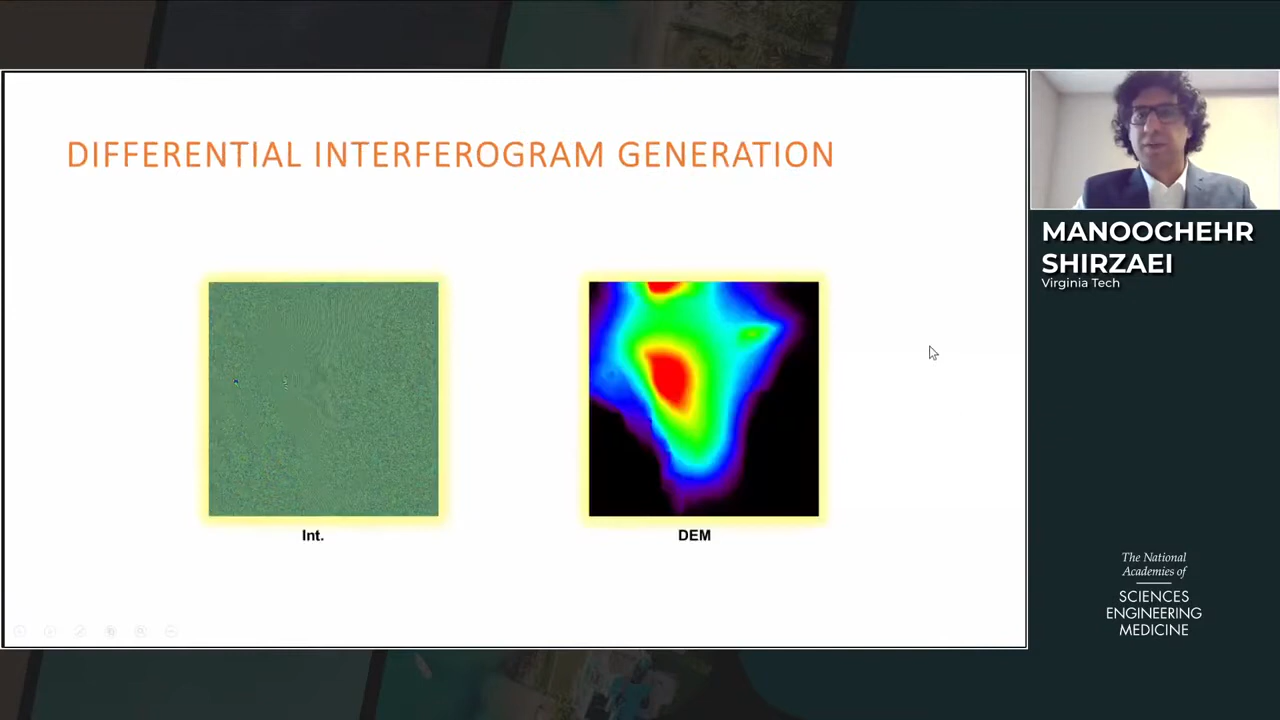 DIFFERENTIAL INTERFEROGRAM GENERATION
Int.
DEM
MANOOCHEHR
SHIRZAEI
Virginia Tech
The National
Academies of
SCIENCES
ENGINEERING
MEDICINE